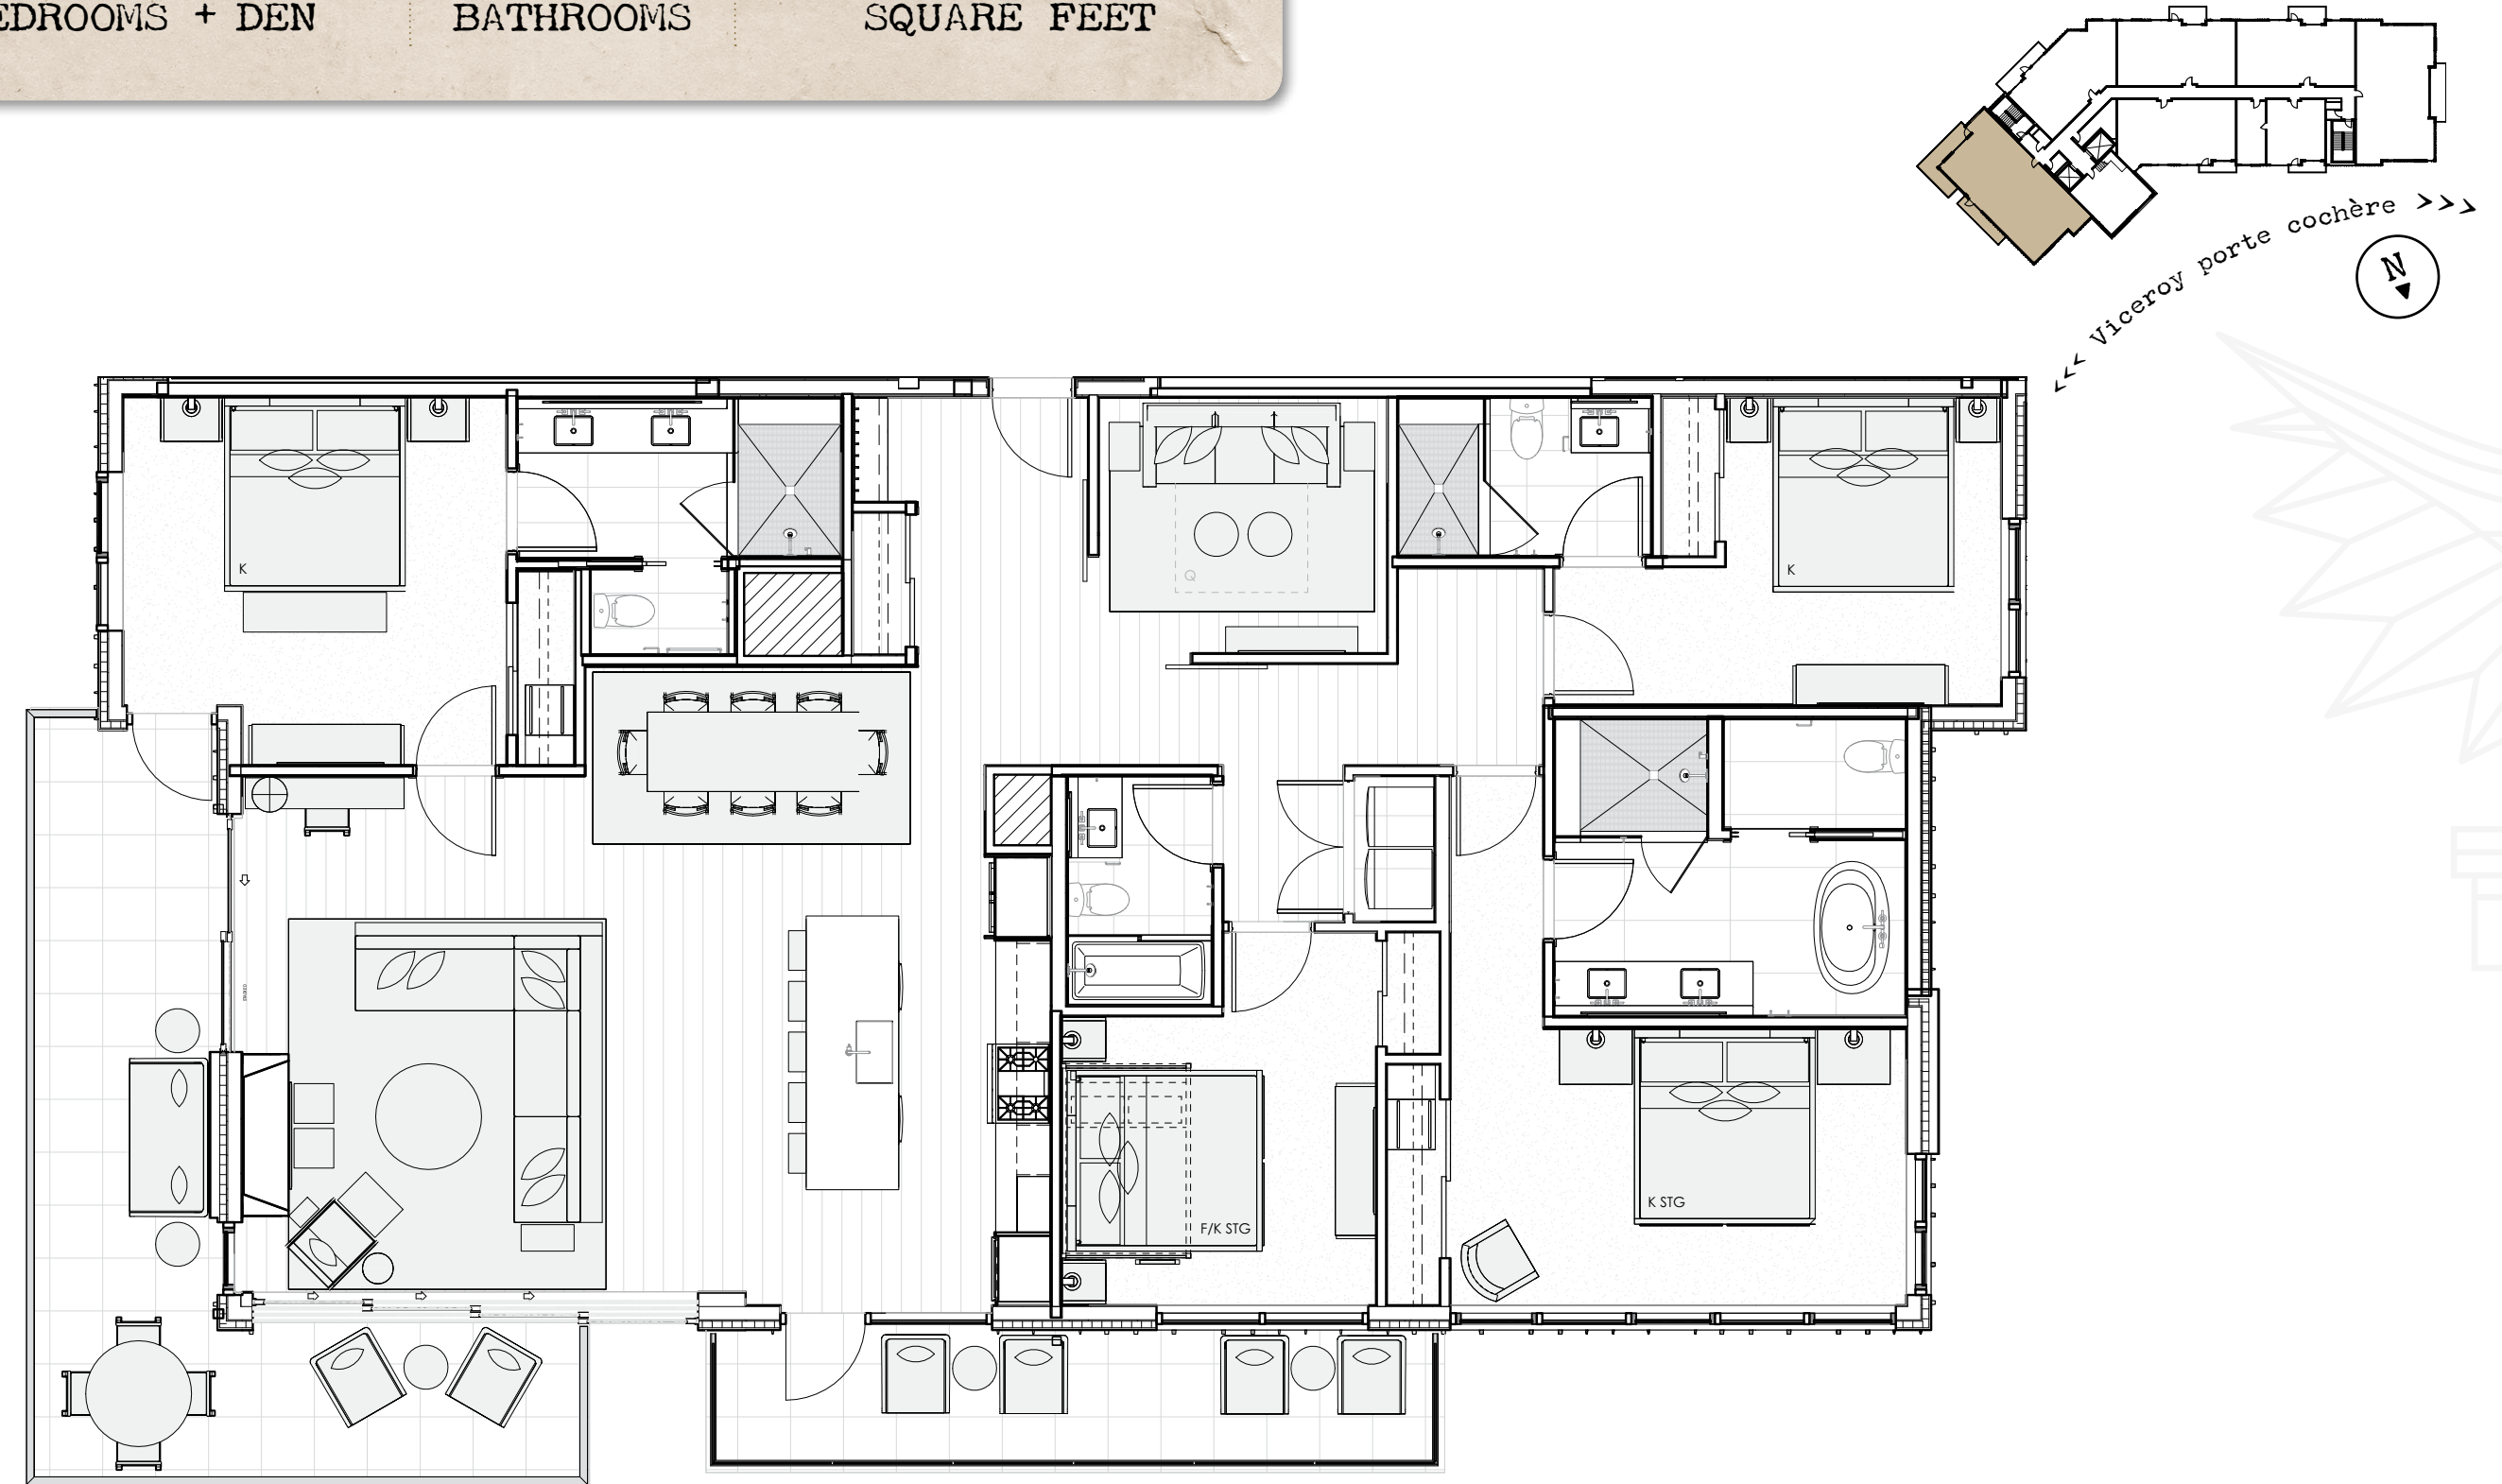 EDROOMS + DEN
BATHROOMS
SQUARE FEET
<<< Viceroy porte cochère >>>
N
K
Q
K
F/K STG
K STG